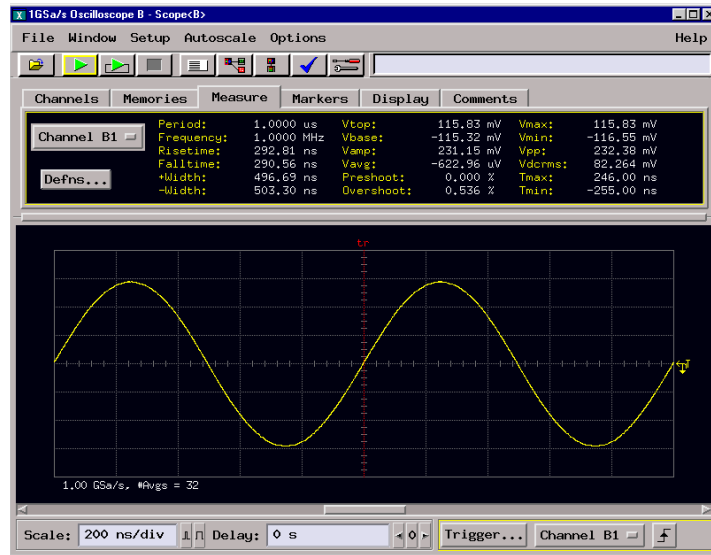 1GSa/s Oscilloscope B - Scope<B>
File Window Setup Autoscale Options Help
Channels Memories Measure Markers Display Comments
Channel B1
Defns...
Period: 1.0000 us Vtop: 115.83 mV Vmax: 115.83 mV
Frequency: 1.0000 MHz Vbase: -115.32 mV Vmin: -116.55 mV
Risetime: 292.81 ns Vamp: 231.15 mV Vpp: 232.38 mV
Falltime: 290.56 ns Vavg: -622.96 uV Vdcrms: 82.264 mV
+Width: 496.69 ns Preshoot: 0.000 % Tmax: 246.00 ns
-Width: 503.30 ns Overshoot: 0.536 % Tmin: -255.00 ns
tr
T
1.00 GSa/s, #Avgs = 32
Scale: 200 ns/div Delay: 0 s 0 Trigger... Channel B1